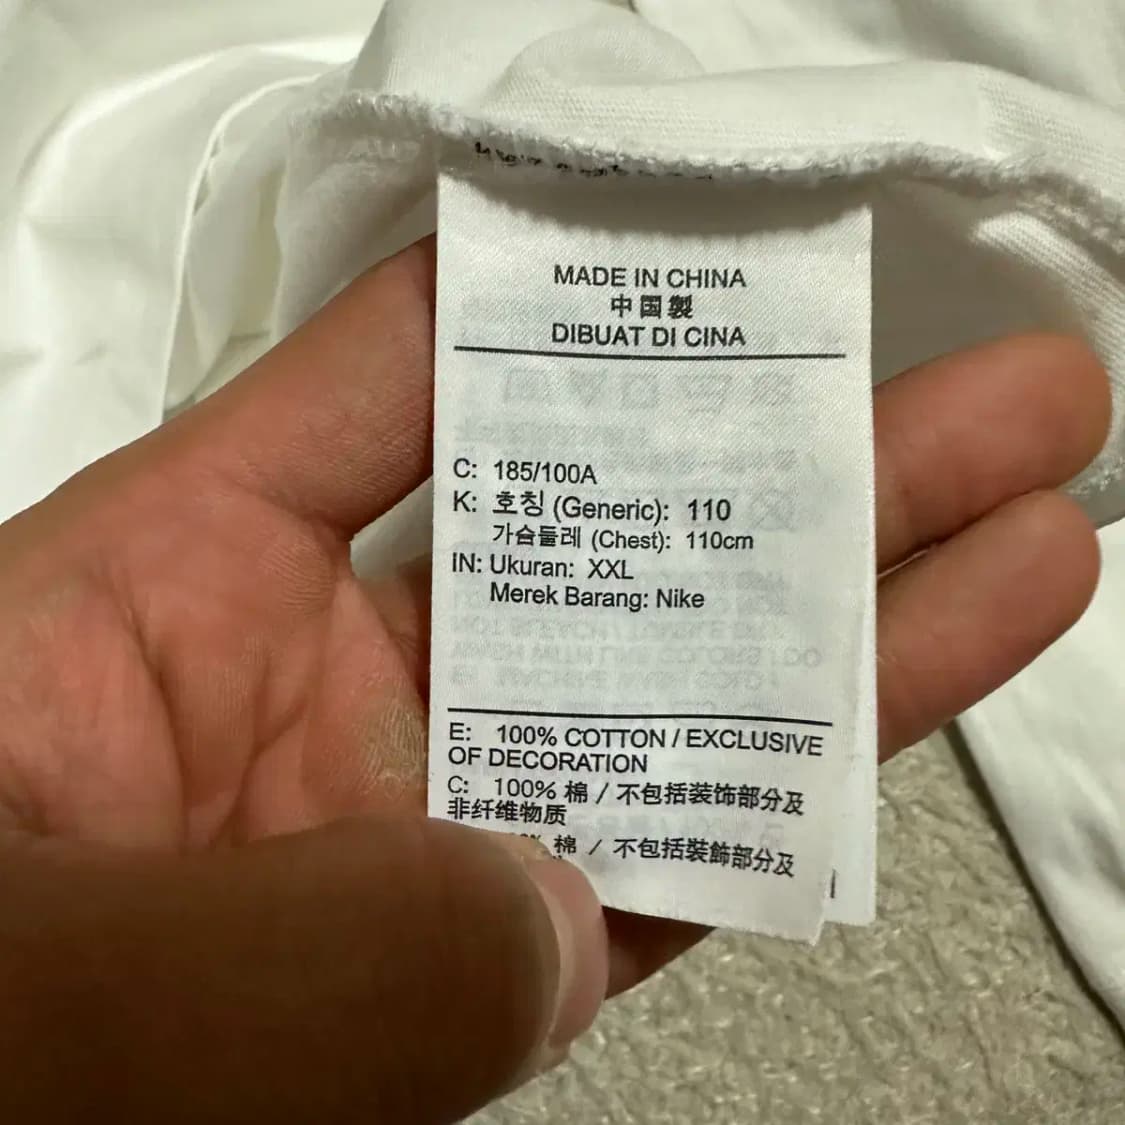 MADE IN CHINA
中国製
DIBUAT DI CINA
C: 185/100A
K: 호칭 (Generic): 110
가슴둘레 (Chest): 110cm
IN: Ukuran: XXL
Merek Barang: Nike
E: 100% COTTON / EXCLUSIVE
OF DECORATION
C: 100% 棉 / 不包括装饰部分及
非纤维物质
% 棉 / 不包括裝飾部分及